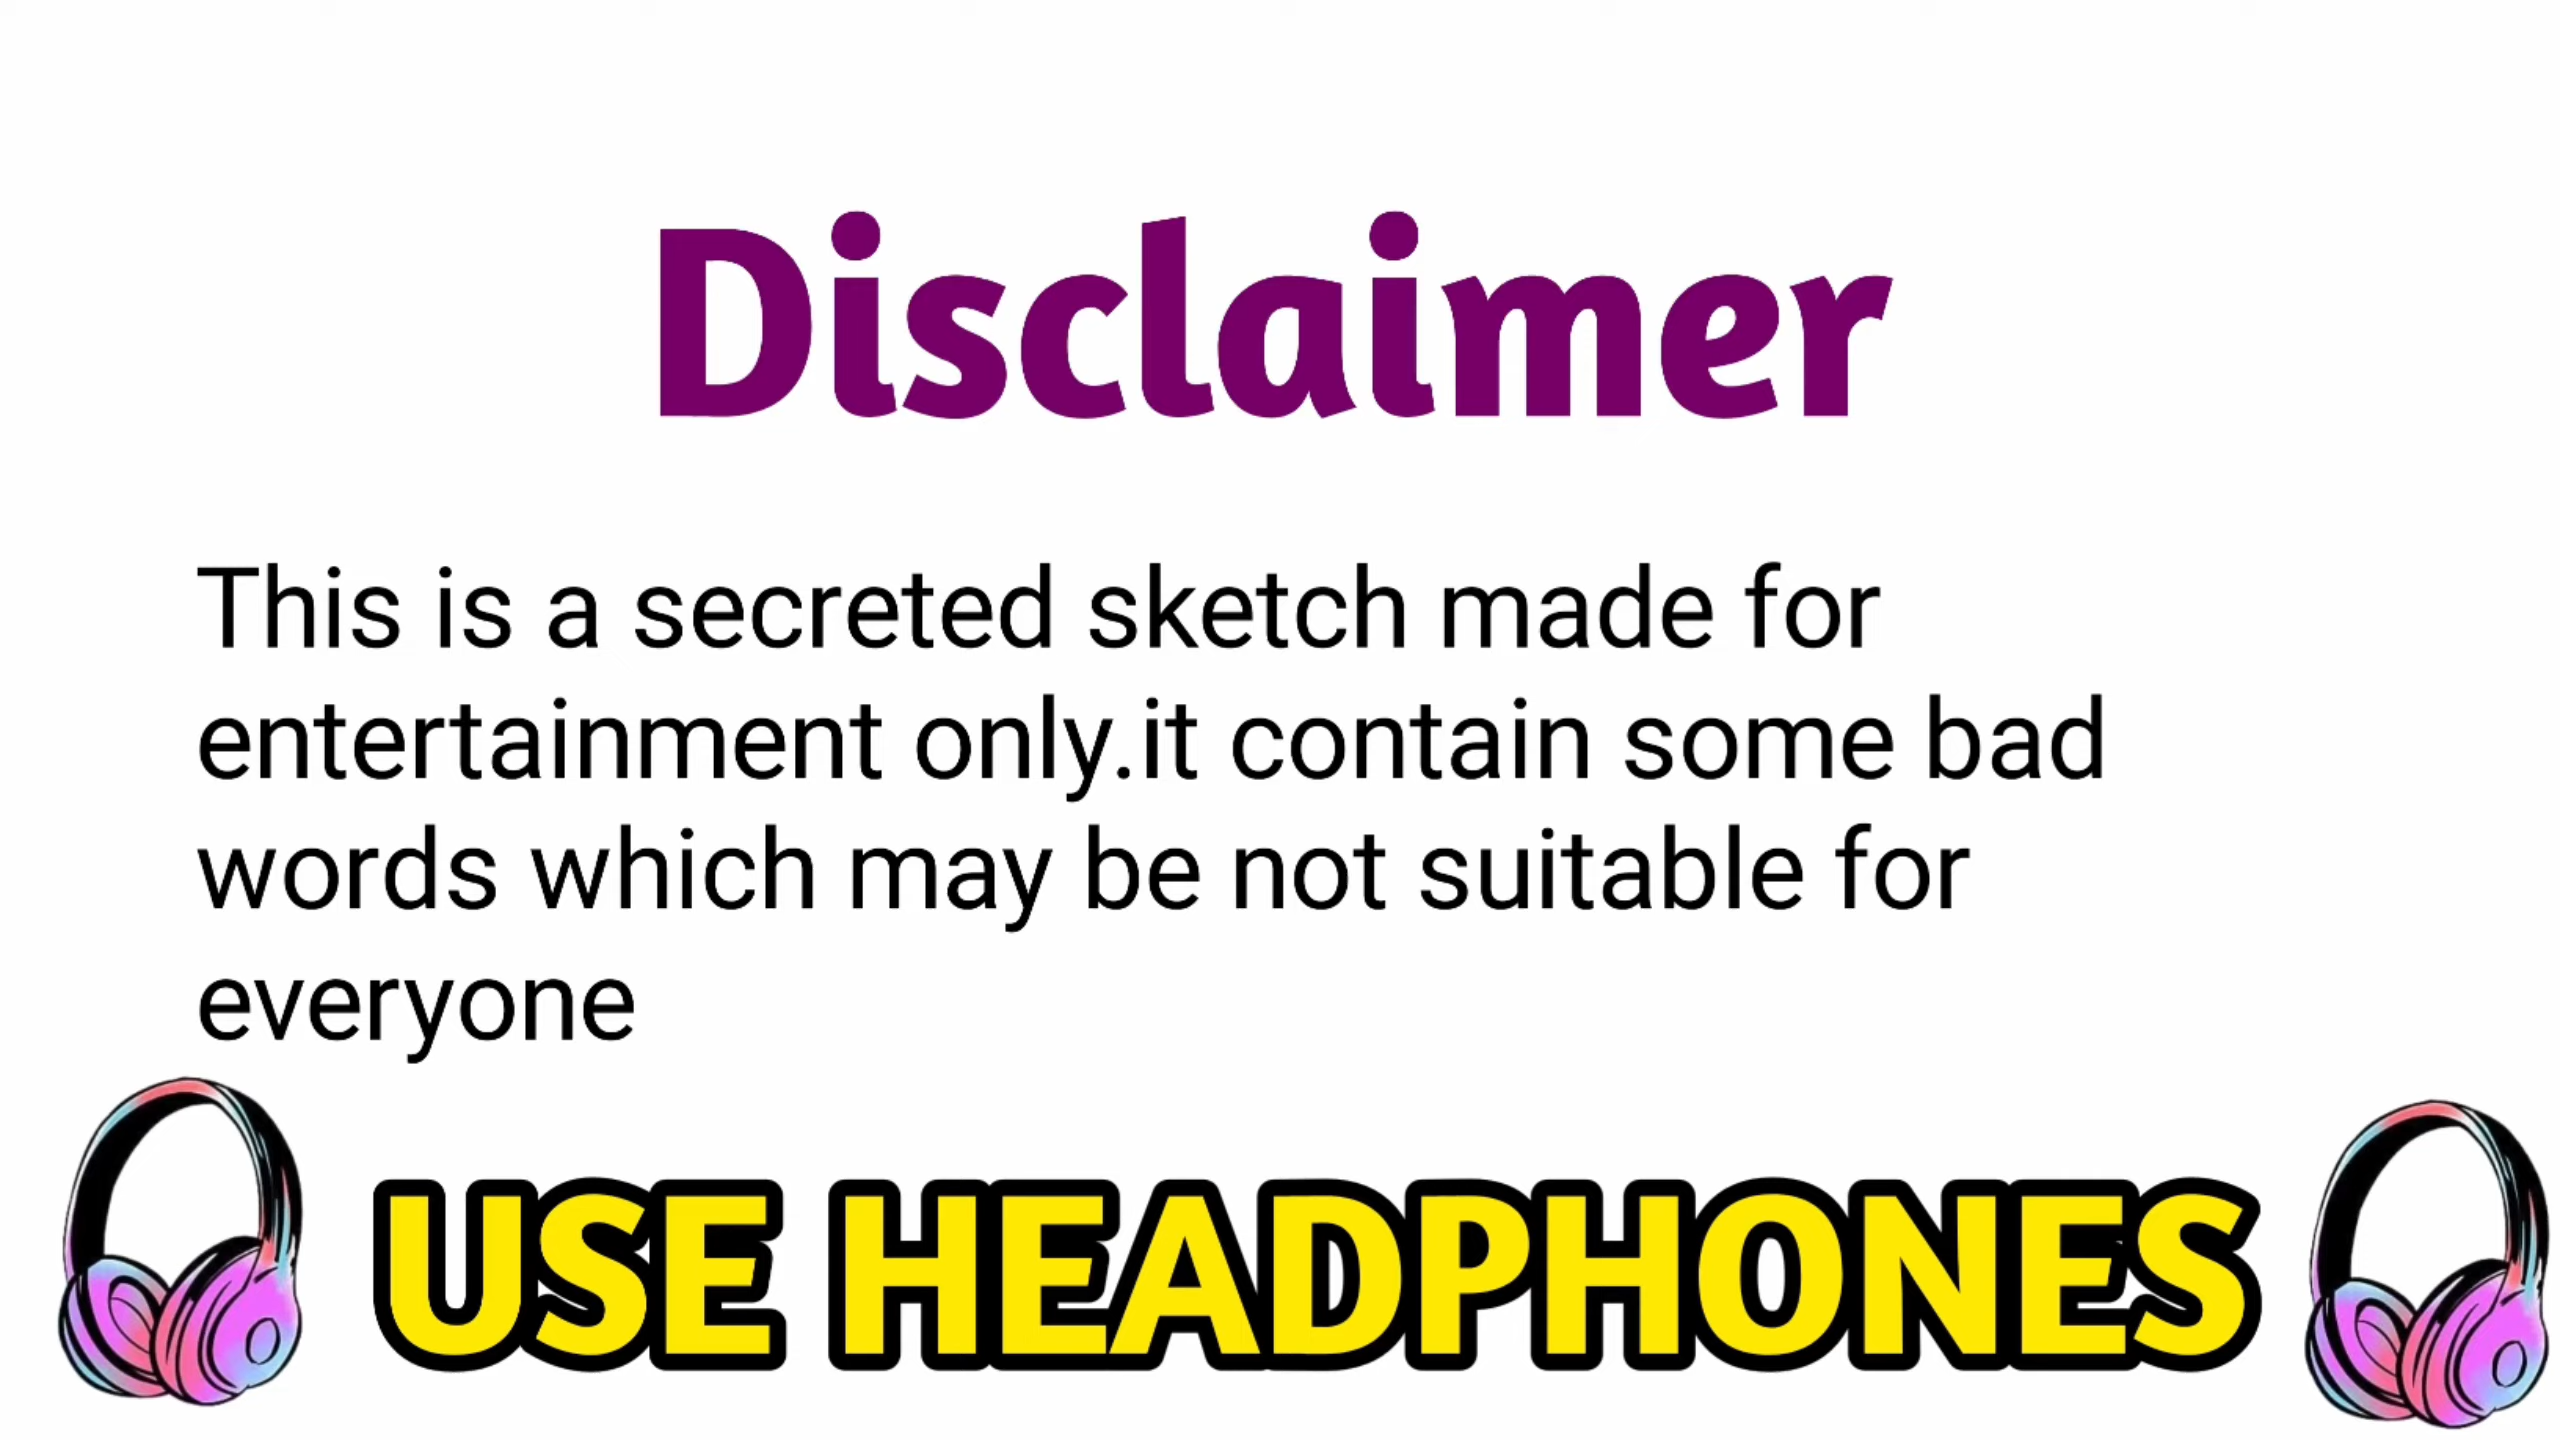 Disclaimer
This is a secreted sketch made for
entertainment only.it contain some bad
words which may be not suitable for
everyone
USE HEADPHONES